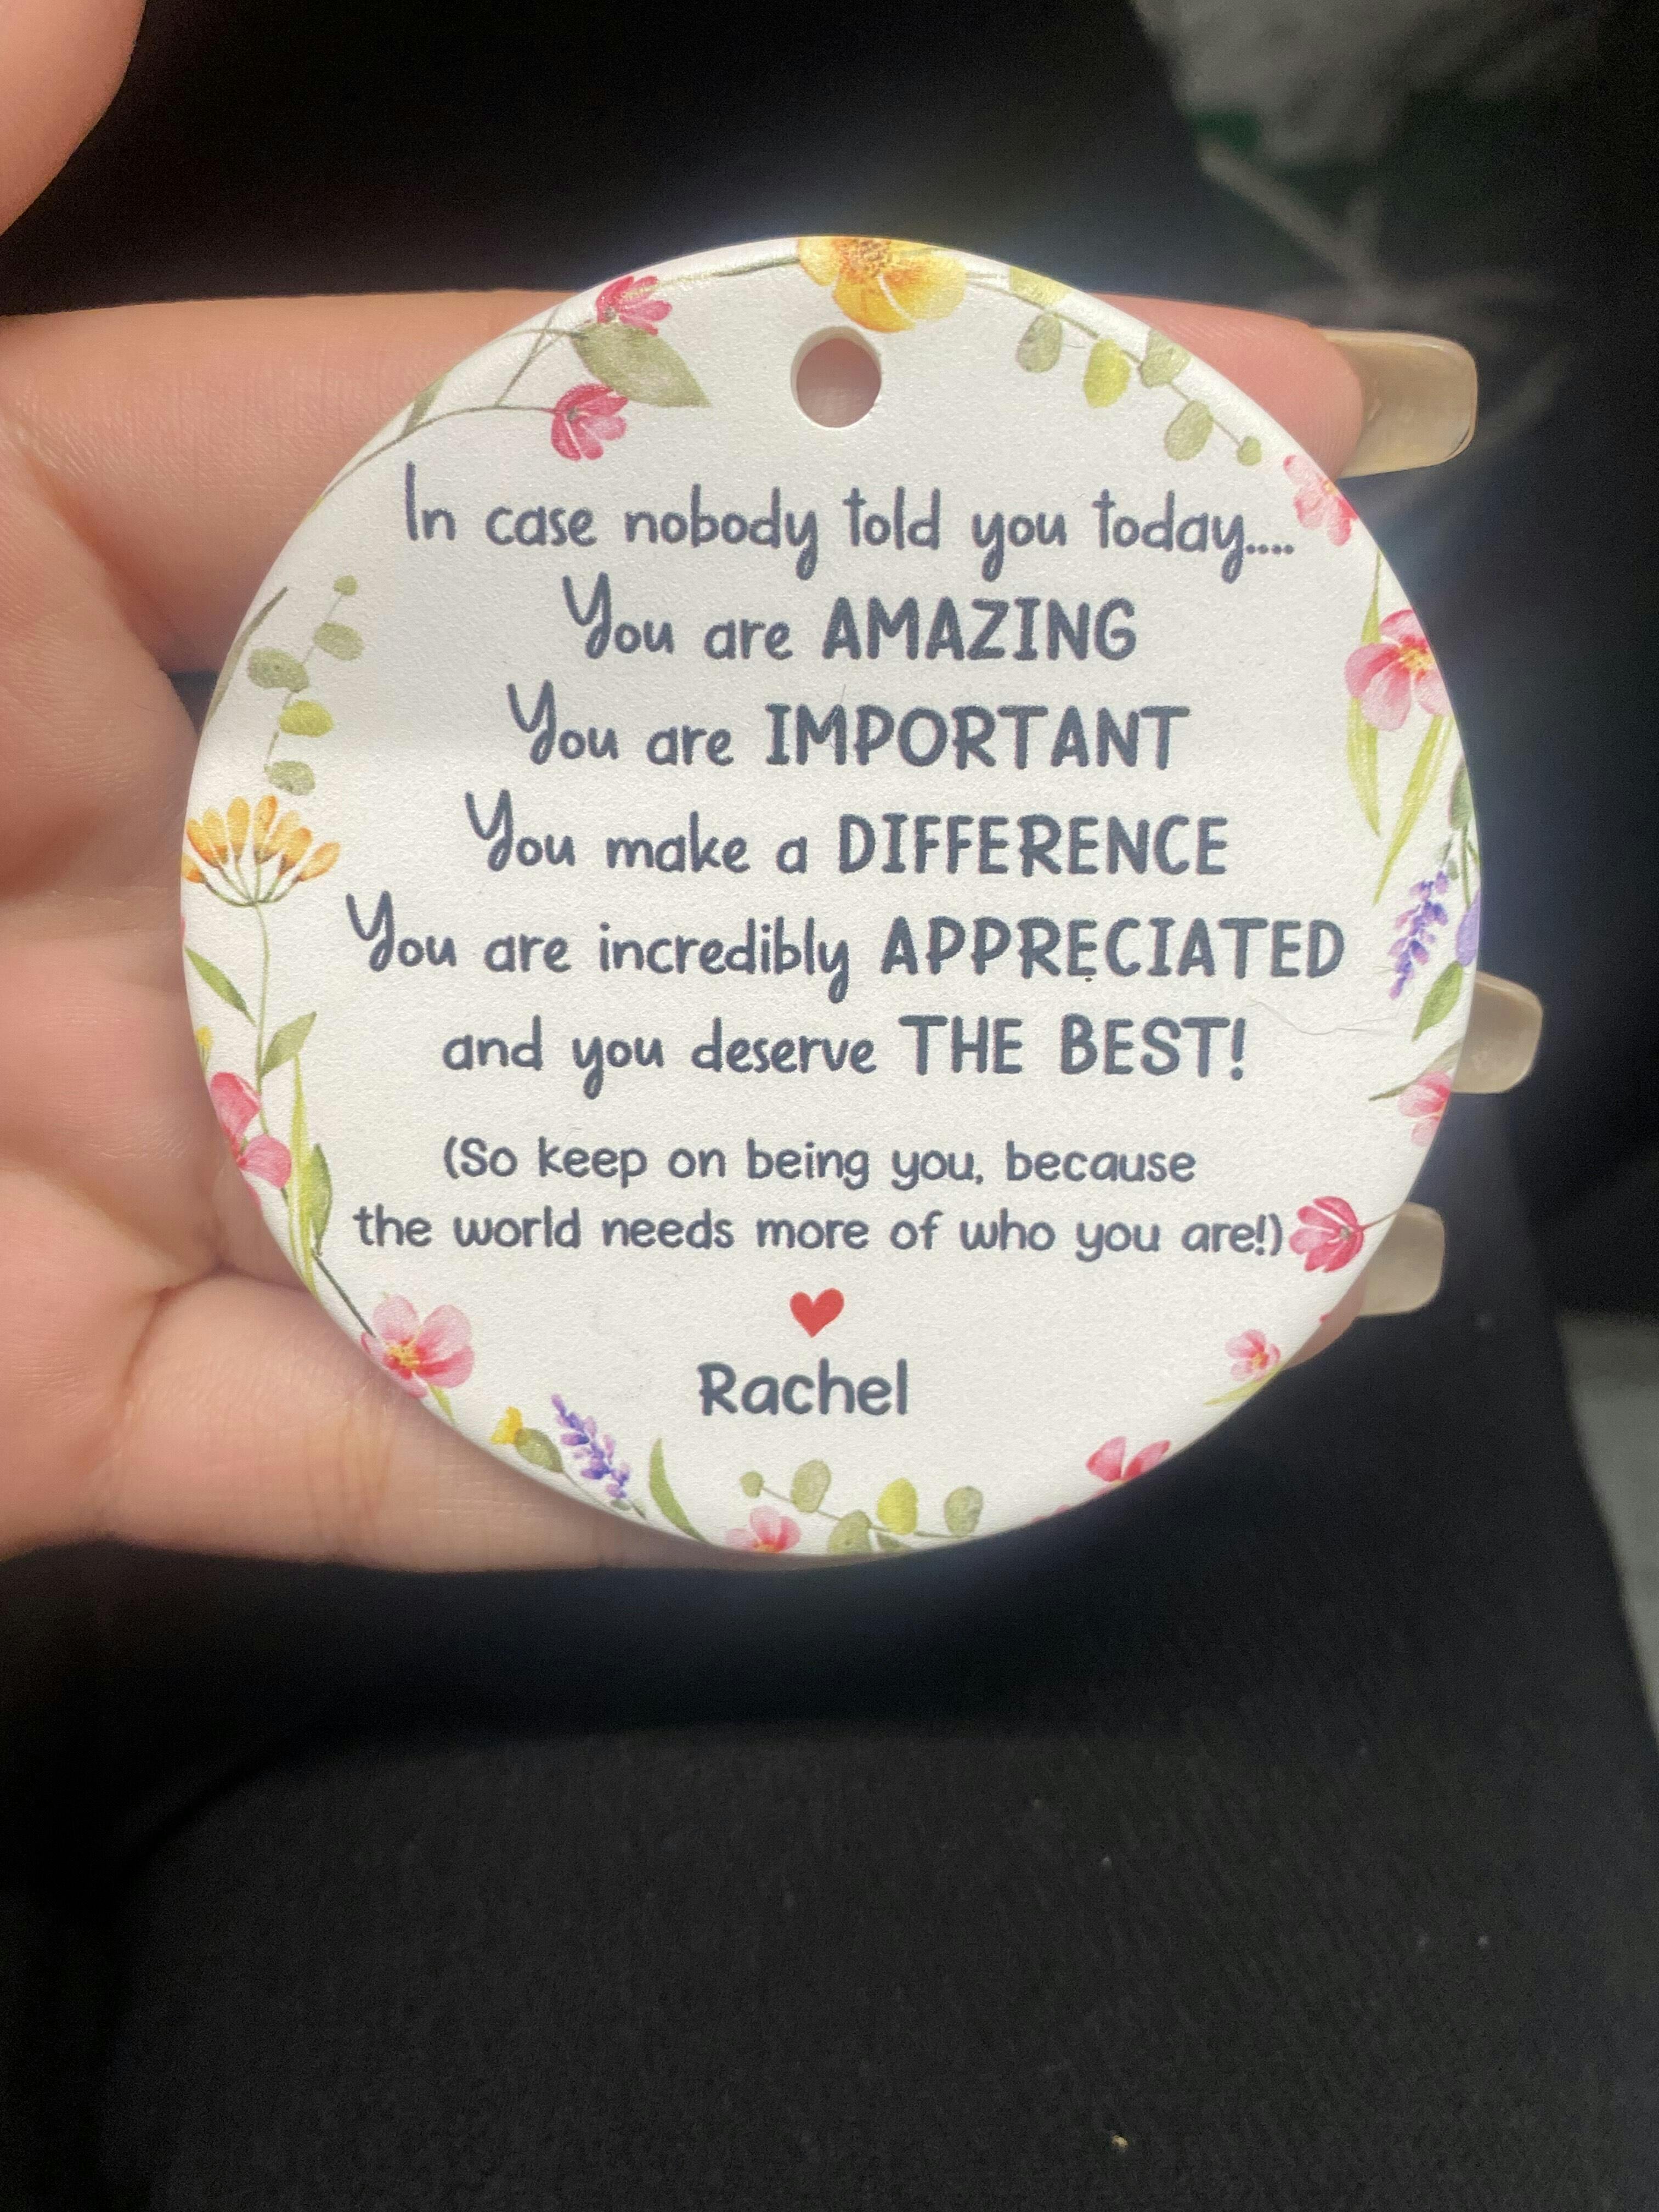 In case nobody told you today....
You are AMAZING
You are IMPORTANT
You make a DIFFERENCE
You are incredibly APPRECIATED
and you deserve THE BEST!
(So keep on being you, because
the world needs more of who you are!)
Rachel